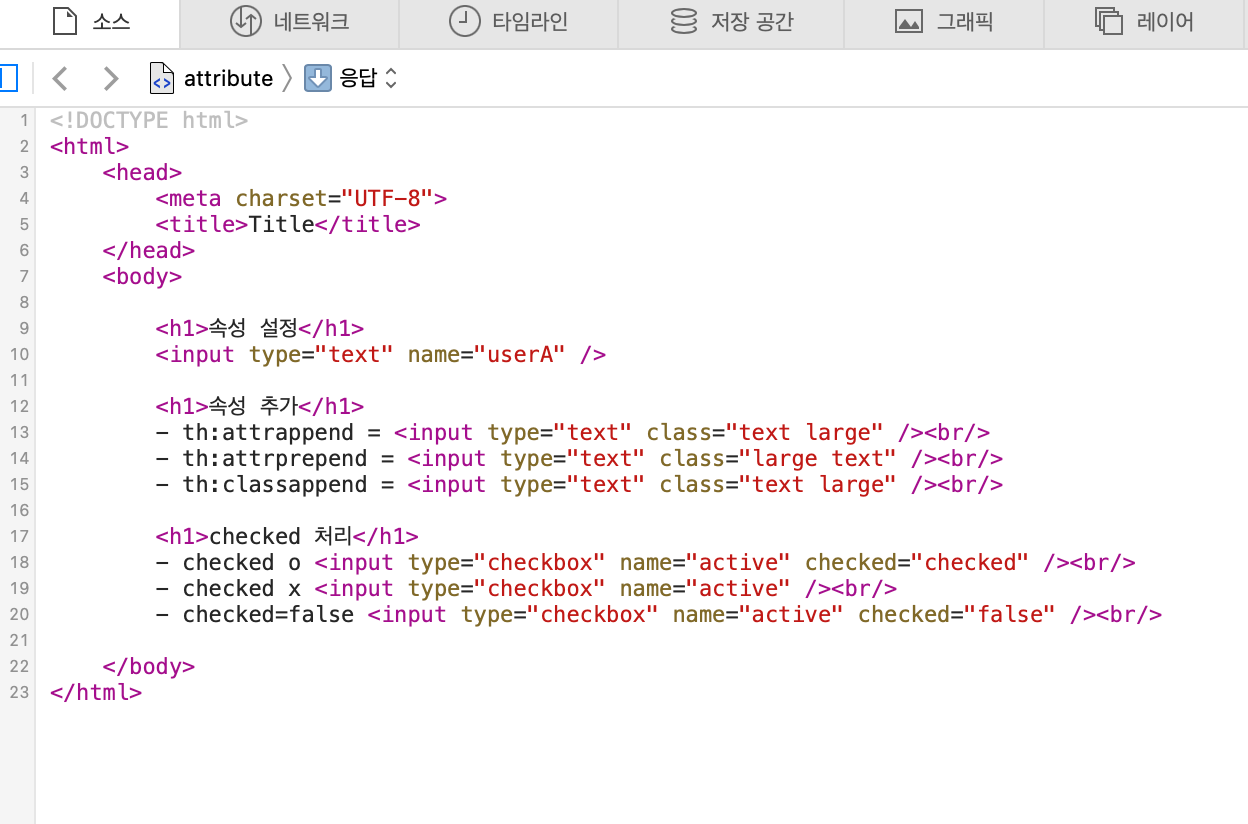 소스 네트워크 타임라인 저장 공간 그래픽 레이어
attribute 응답
1 <!DOCTYPE html>
2 <html>
3 <head>
4 <meta charset="UTF-8">
5 <title>Title</title>
6 </head>
7 <body>
8
9 <h1>속성 설정</h1>
10 <input type="text" name="userA" />
11
12 <h1>속성 추가</h1>
13 - th:attrappend = <input type="text" class="text large" /><br/>
14 - th:attrprepend = <input type="text" class="large text" /><br/>
15 - th:classappend = <input type="text" class="text large" /><br/>
16
17 <h1>checked 처리</h1>
18 - checked o <input type="checkbox" name="active" checked="checked" /><br/>
19 - checked x <input type="checkbox" name="active" /><br/>
20 - checked=false <input type="checkbox" name="active" checked="false" /><br/>
21
22 </body>
23 </html>